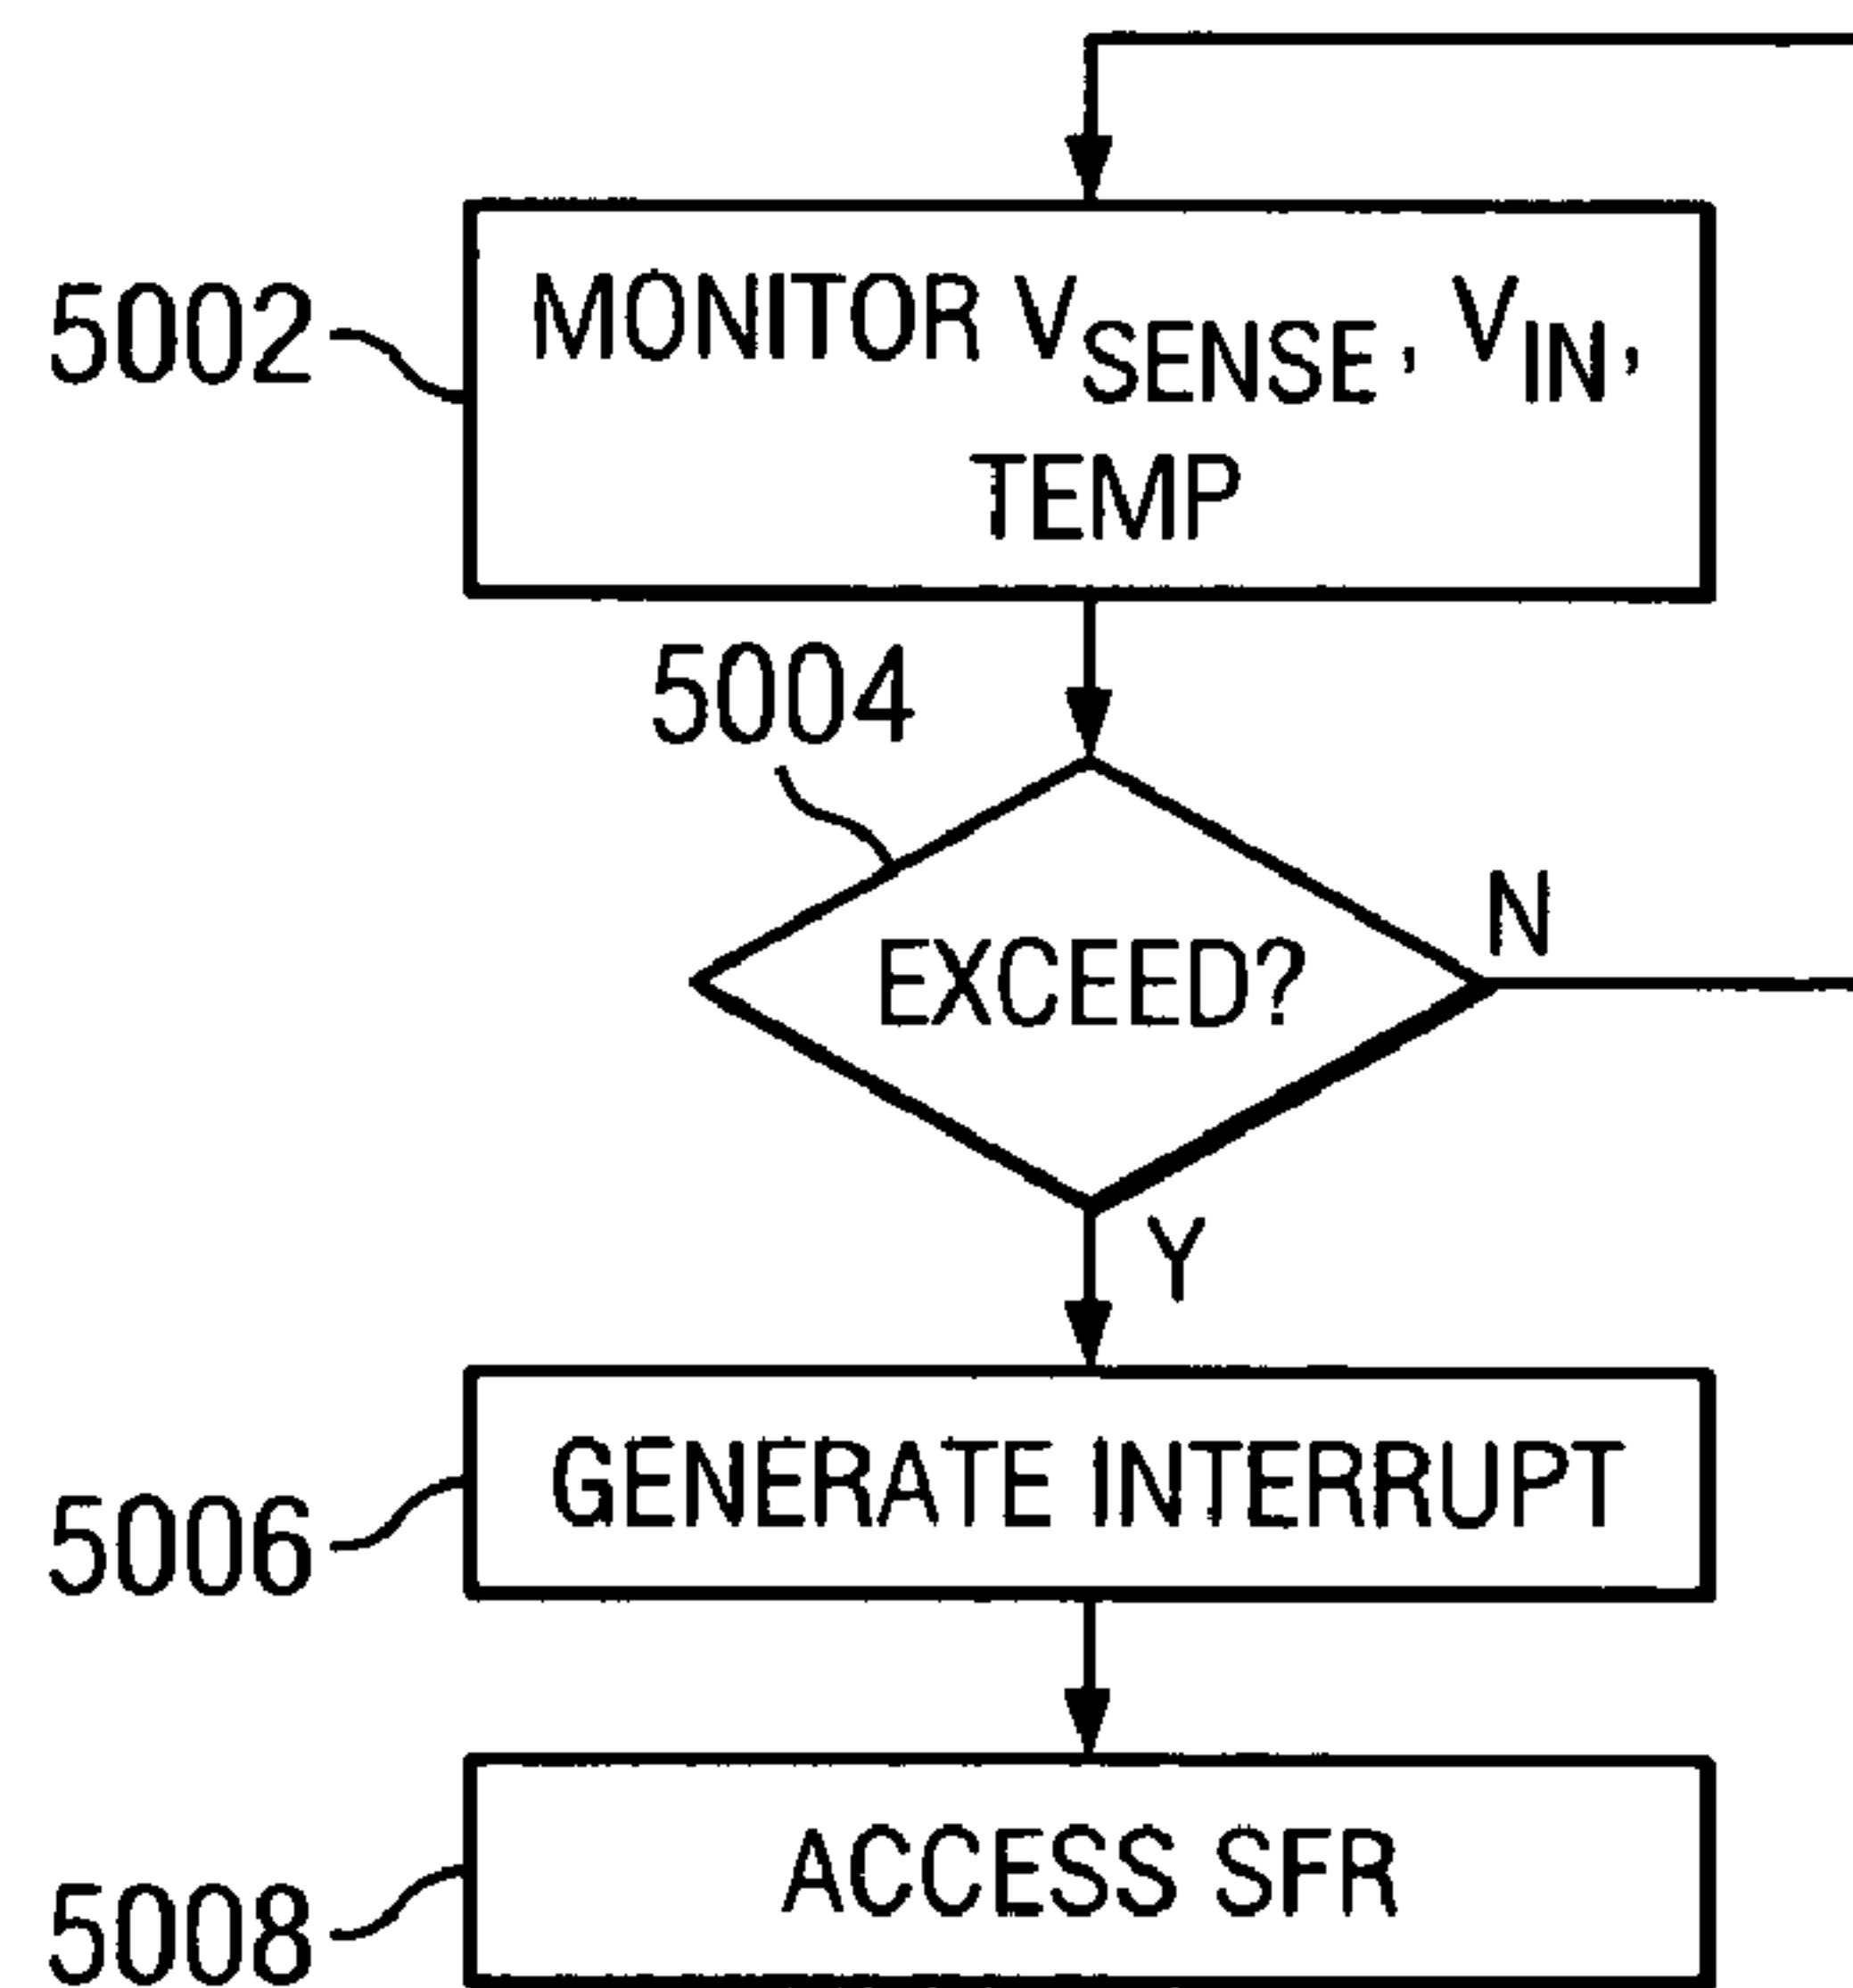 5002
MONITOR VSENSE, VIN,
TEMP
5004
EXCEED?
N
Y
GENERATE INTERRUPT
5006
ACCESS SFR
5008